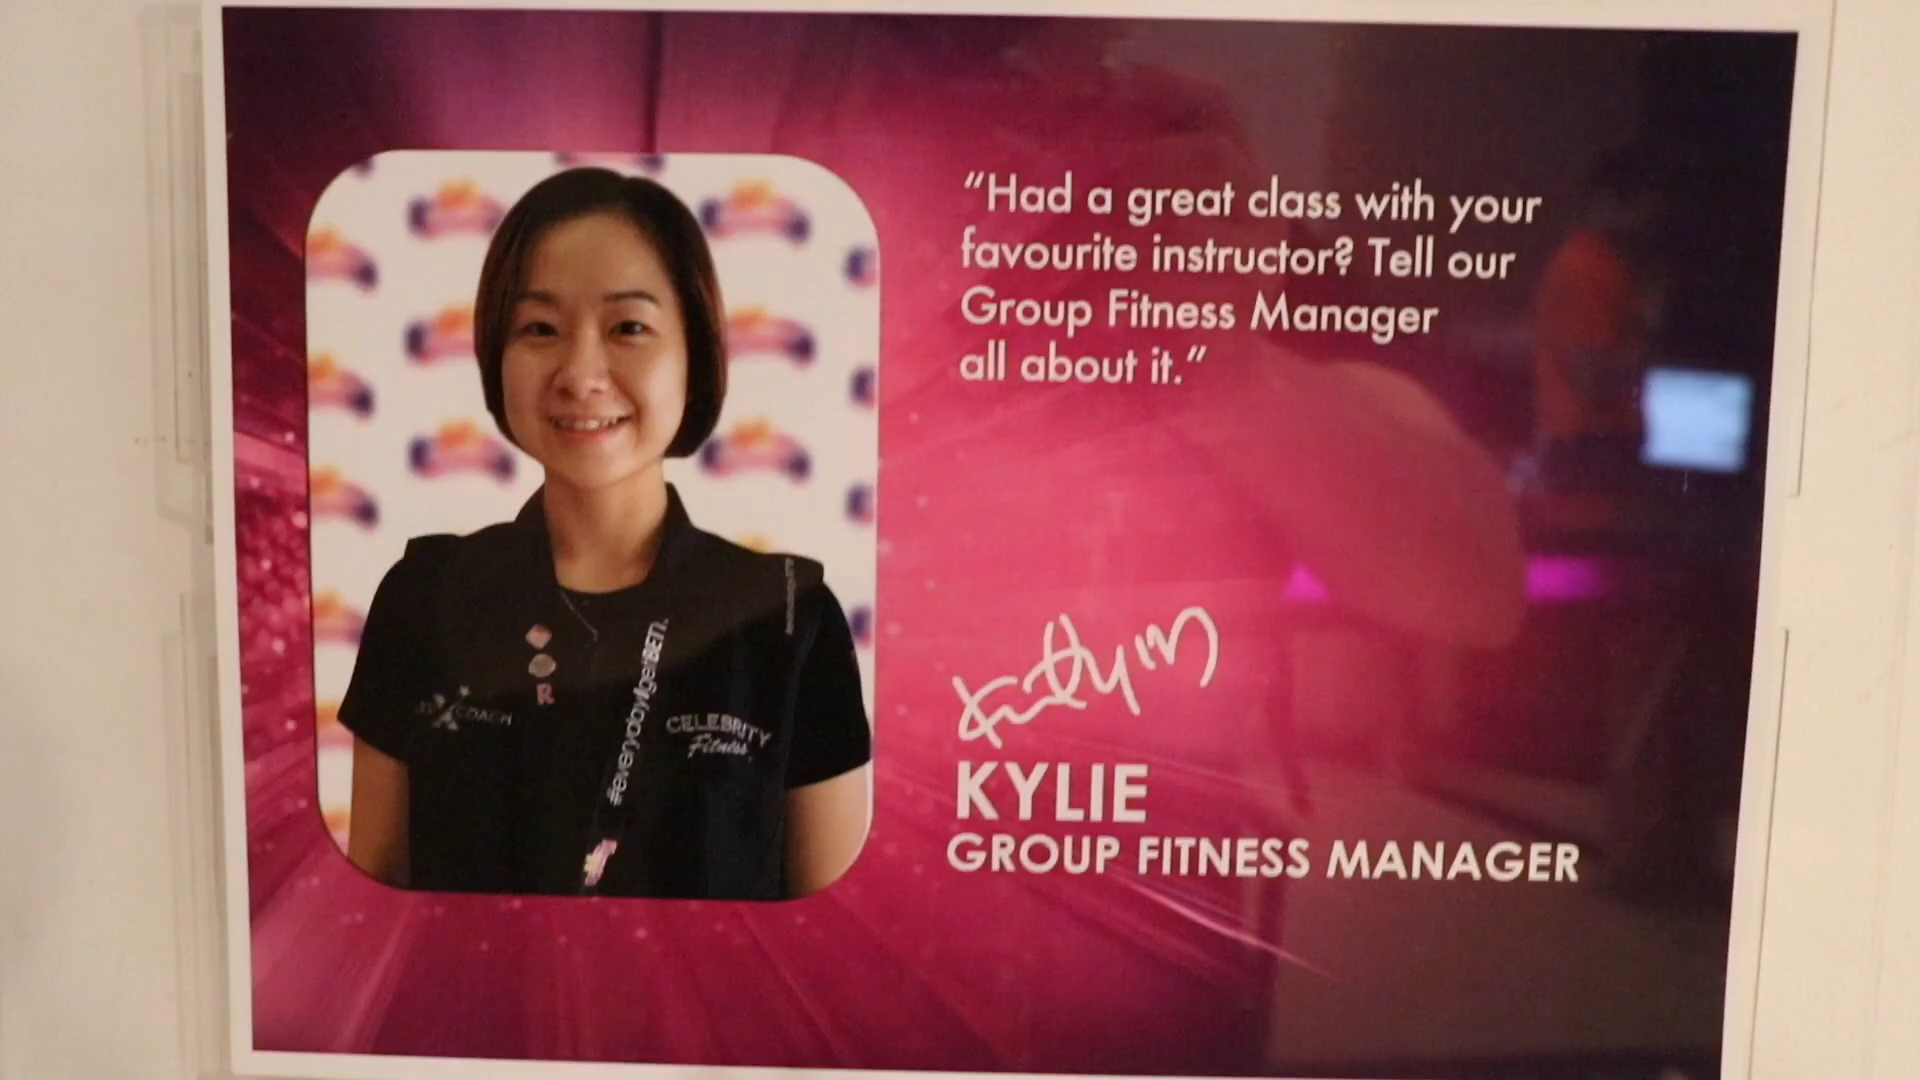 “Had a great class with your
favourite instructor? Tell our
Group Fitness Manager
all about it.”
KYLIE
GROUP FITNESS MANAGER
COACH
R
#everydayIgetBETT.
CELEBRITY
Fitness